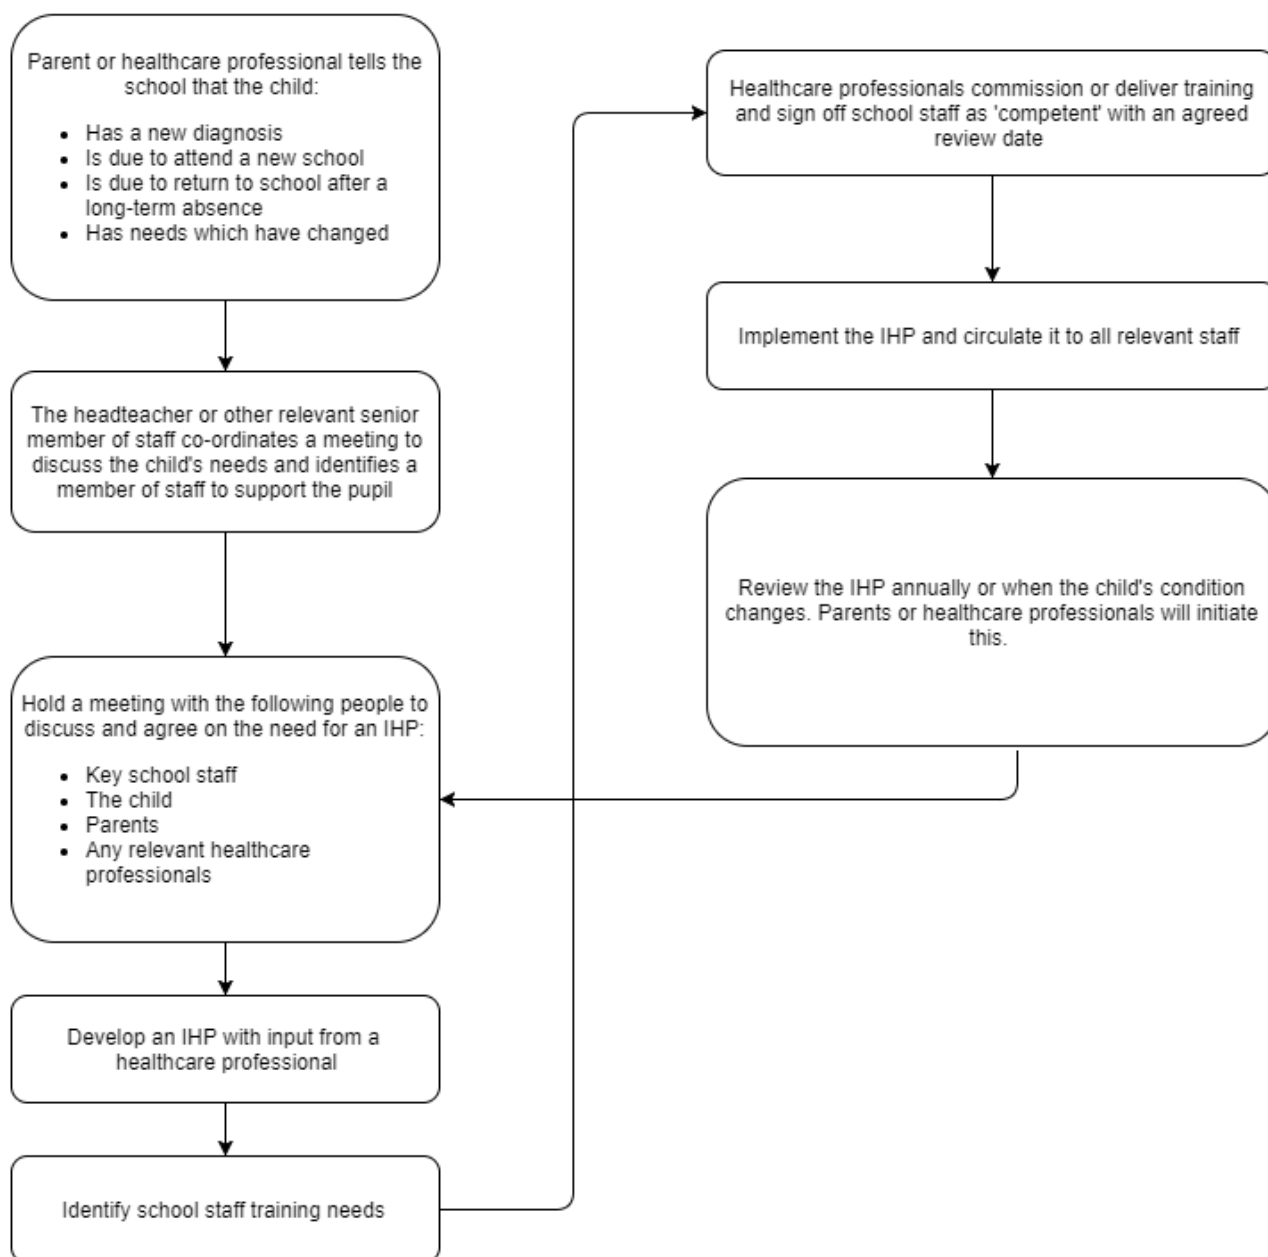 Parent or healthcare professional tells the
school that the child:
• Has a new diagnosis
• Is due to attend a new school
• Is due to return to school after a
long-term absence
• Has needs which have changed
The headteacher or other relevant senior
member of staff co-ordinates a meeting to
discuss the child's needs and identifies a
member of staff to support the pupil
Hold a meeting with the following people to
discuss and agree on the need for an IHP:
• Key school staff
• The child
• Parents
• Any relevant healthcare
professionals
Develop an IHP with input from a
healthcare professional
Identify school staff training needs
Healthcare professionals commission or deliver training
and sign off school staff as 'competent' with an agreed
review date
Implement the IHP and circulate it to all relevant staff
Review the IHP annually or when the child's condition
changes. Parents or healthcare professionals will initiate
this.